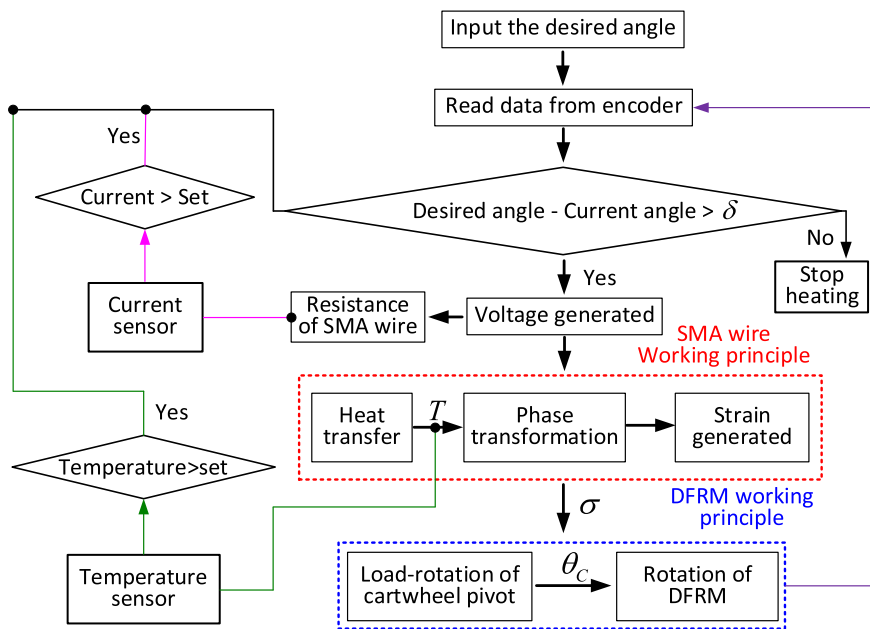 Input the desired angle
Read data from encoder
Yes
Current > Set
Desired angle - Current angle > δ
No
Stop
heating
Yes
Current
sensor
Resistance
of SMA wire
Voltage generated
SMA wire
Working principle
Heat
transfer
T
Phase
transformation
Strain
generated
Yes
Temperature>set
σ
DFRM working
principle
Temperature
sensor
Load-rotation of
cartwheel pivot
θC
Rotation of
DFRM